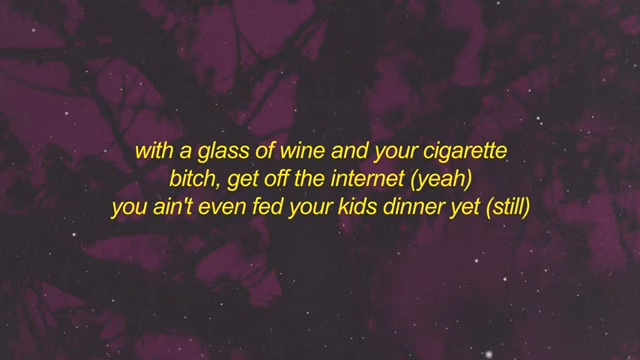 with a glass of wine and your cigarette
bitch, get off the internet (yeah)
you ain't even fed your kids dinner yet (still)